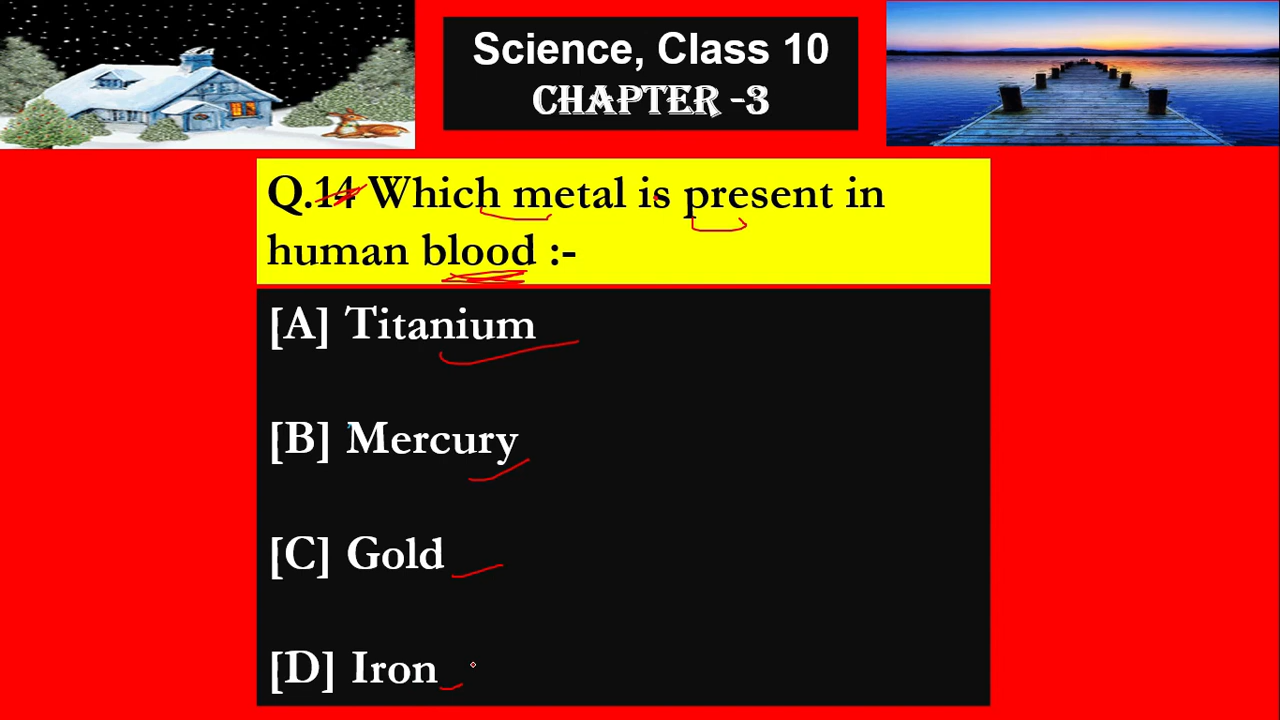 Science, Class 10
CHAPTER -3
Q.14 Which metal is present in
human blood :-
[A] Titanium
[B] Mercury
[C] Gold
[D] Iron